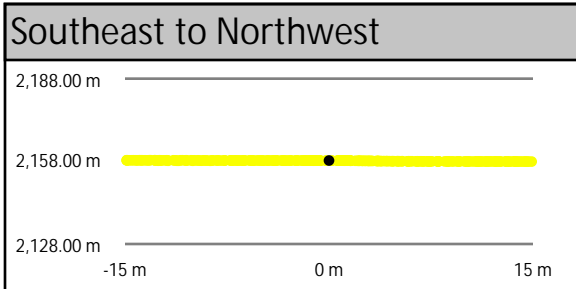 Southeast to Northwest
2,188.00 m
2,158.00 m
2,128.00 m
-15 m 0 m 15 m